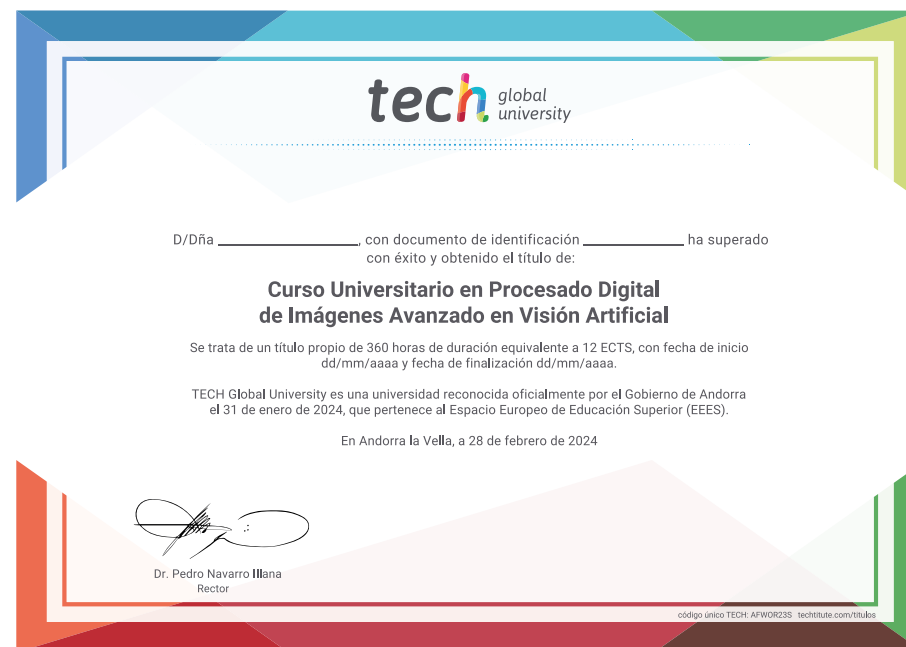 tech global university
D/Dña ____________________, con documento de identificación ______________ ha superado
con éxito y obtenido el título de:
Curso Universitario en Procesado Digital
de Imágenes Avanzado en Visión Artificial
Se trata de un título propio de 360 horas de duración equivalente a 12 ECTS, con fecha de inicio
dd/mm/aaaa y fecha de finalización dd/mm/aaaa.
TECH Global University es una universidad reconocida oficialmente por el Gobierno de Andorra
el 31 de enero de 2024, que pertenece al Espacio Europeo de Educación Superior (EEES).
En Andorra la Vella, a 28 de febrero de 2024
Dr. Pedro Navarro Illana
Rector
código único TECH: AFWOR23S techtitute.com/titulos